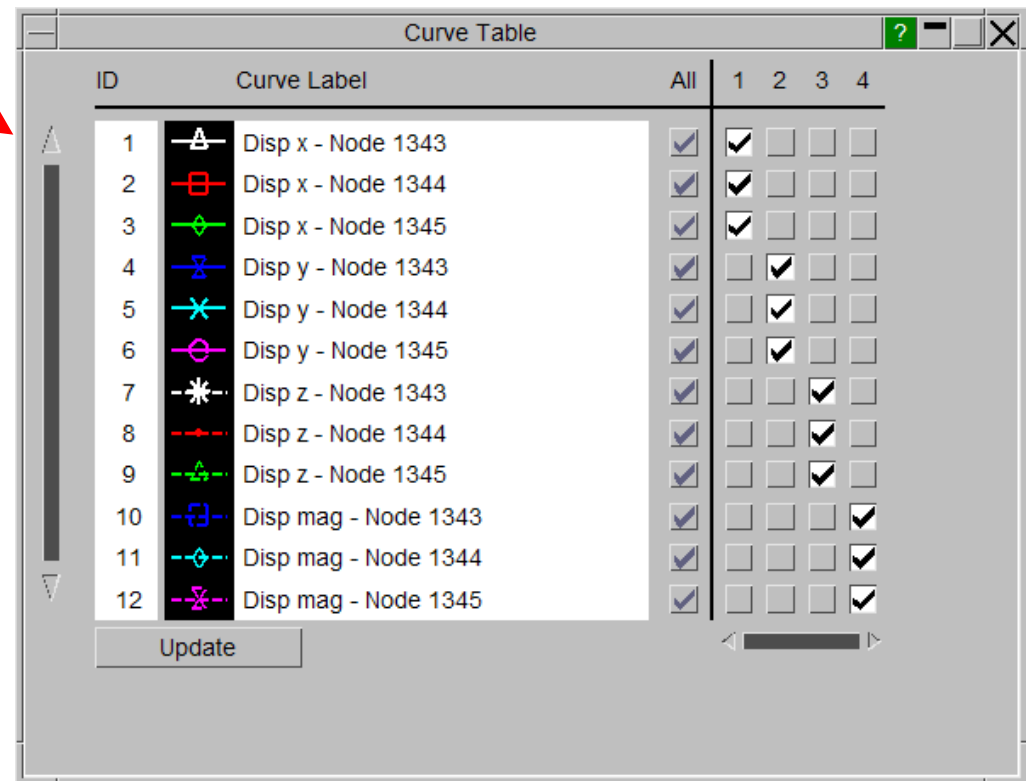 Curve Table ?
ID Curve Label All 1 2 3 4
1 Disp x - Node 1343
2 Disp x - Node 1344
3 Disp x - Node 1345
4 Disp y - Node 1343
5 Disp y - Node 1344
6 Disp y - Node 1345
7 Disp z - Node 1343
8 Disp z - Node 1344
9 Disp z - Node 1345
10 Disp mag - Node 1343
11 Disp mag - Node 1344
12 Disp mag - Node 1345
Update